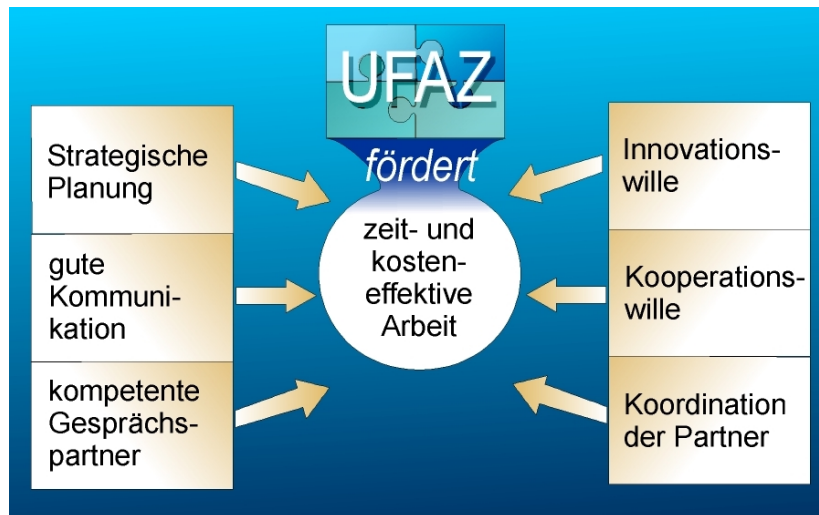 UFAZ
fördert
zeit- und
kosten-
effektive
Arbeit
Strategische
Planung
gute
Kommuni-
kation
kompetente
Gesprächs-
partner
Innovations-
wille
Kooperations-
wille
Koordination
der Partner